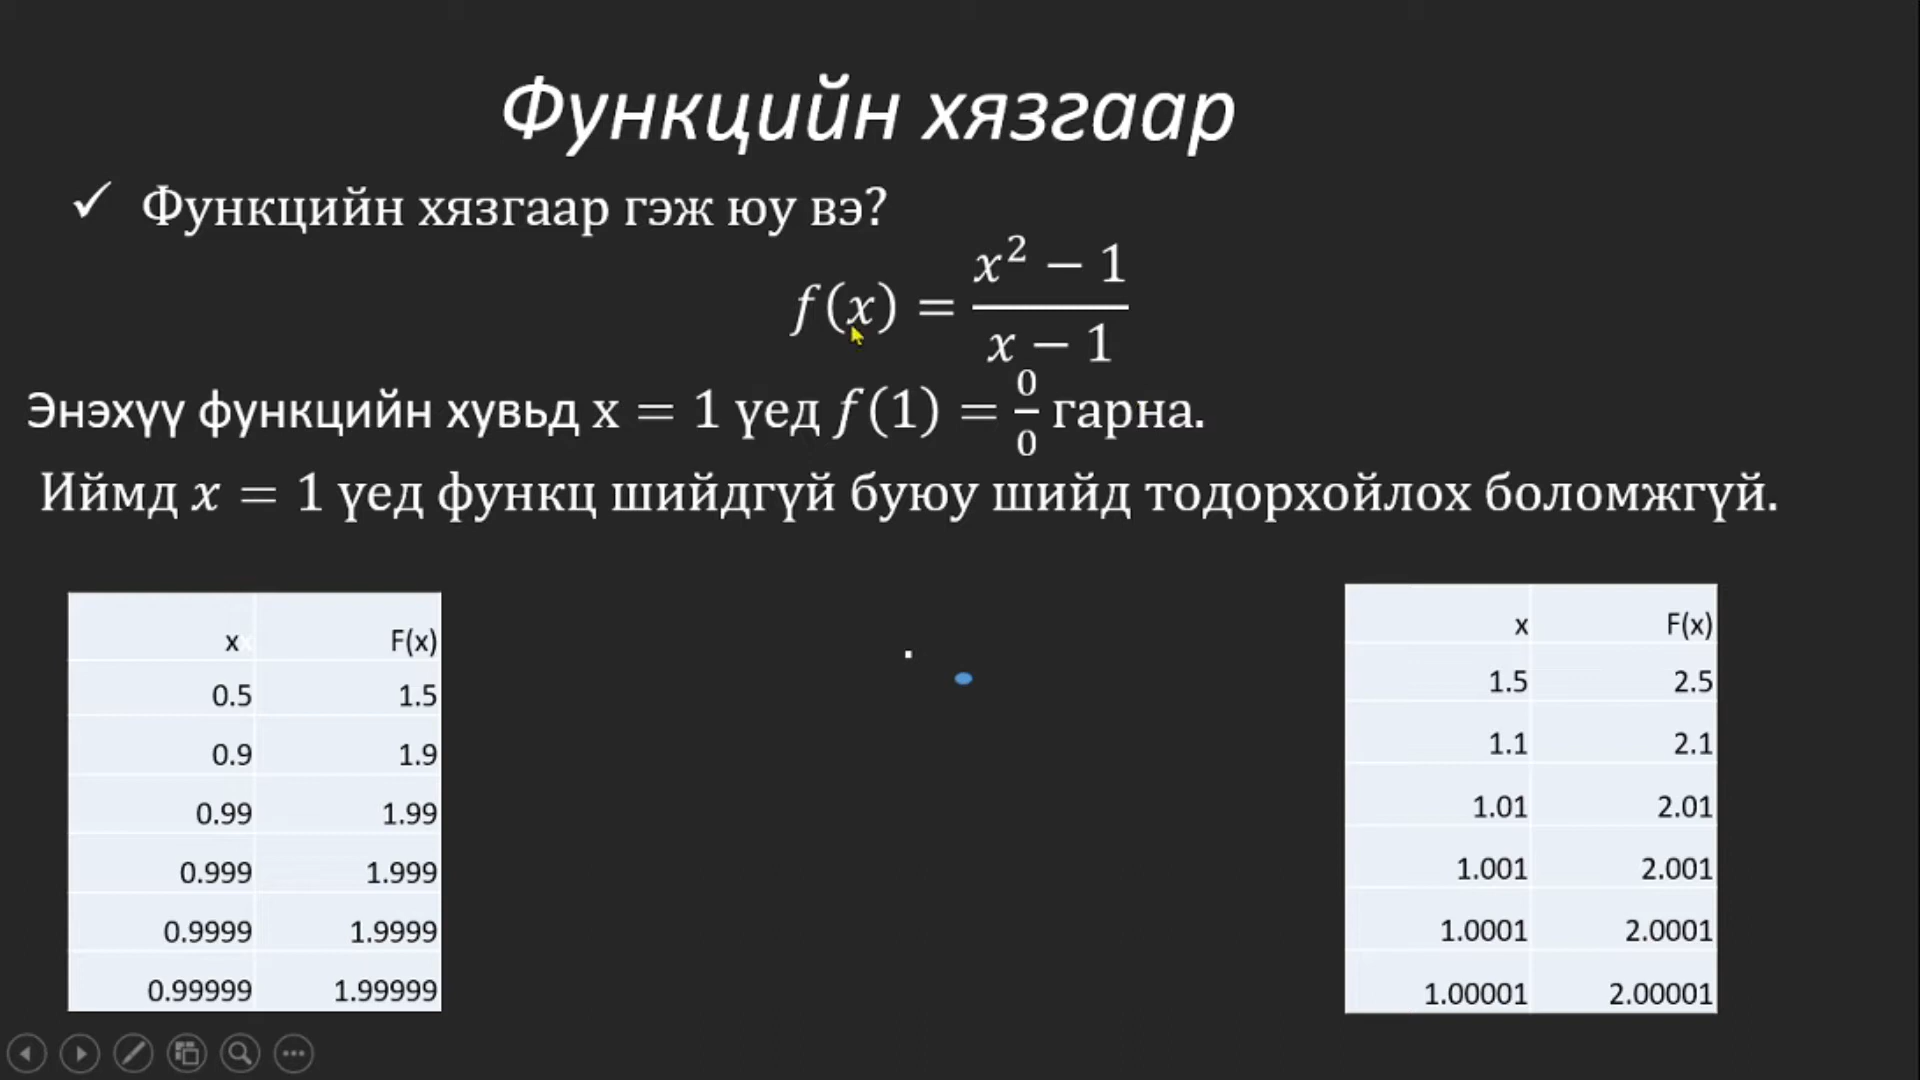 Функцийн хязгаар
✓ Функцийн хязгаар гэж юу вэ?
f(x) = (x² − 1)/(x − 1)
Энэхүү функцийн хувьд x = 1 үед f(1) = 0/0 гарна.
Иймд x = 1 үед функц шийдгүй буюу шийд тодорхойлох боломжгүй.
x F(x)
0.5 1.5
0.9 1.9
0.99 1.99
0.999 1.999
0.9999 1.9999
0.99999 1.99999
.
x F(x)
1.5 2.5
1.1 2.1
1.01 2.01
1.001 2.001
1.0001 2.0001
1.00001 2.00001